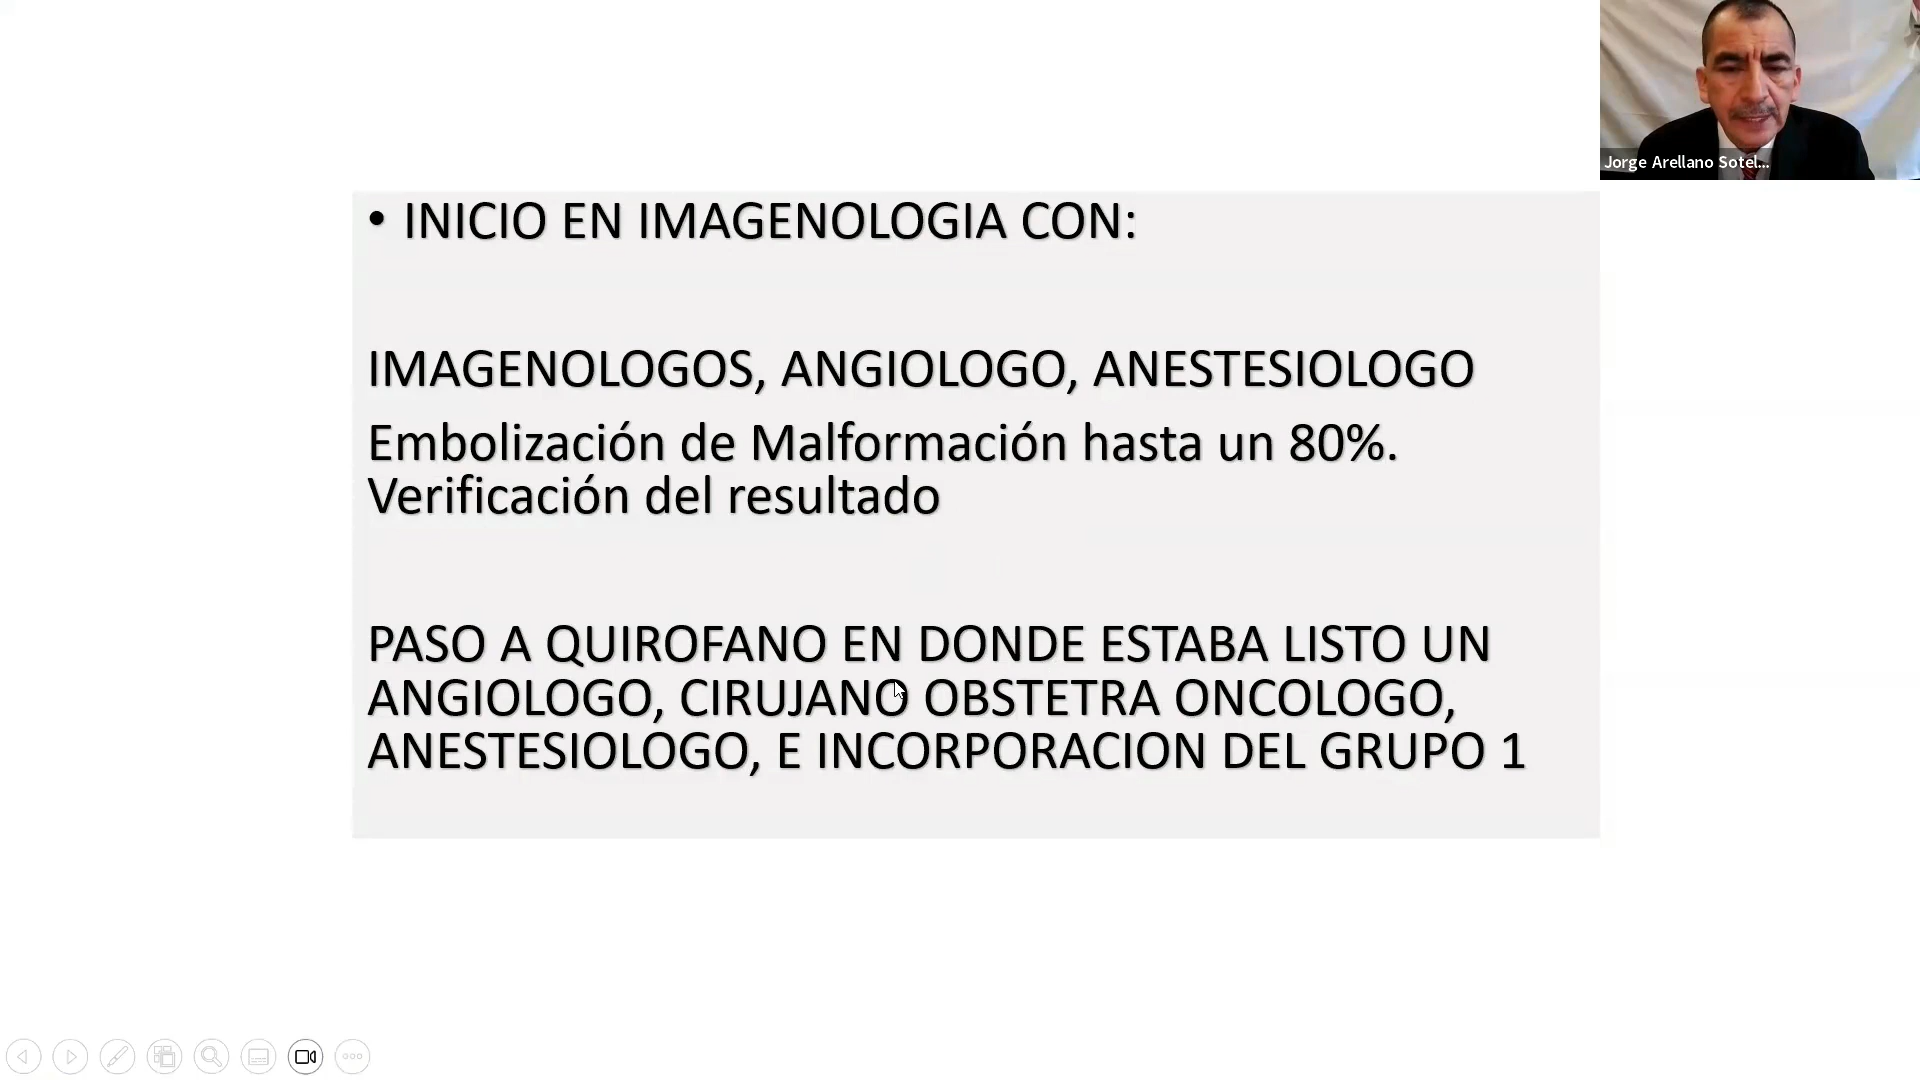 Jorge Arellano Sotel...
• INICIO EN IMAGENOLOGIA CON:
IMAGENOLOGOS, ANGIOLOGO, ANESTESIOLOGO
Embolización de Malformación hasta un 80%.
Verificación del resultado
PASO A QUIROFANO EN DONDE ESTABA LISTO UN
ANGIOLOGO, CIRUJANO OBSTETRA ONCOLOGO,
ANESTESIOLOGO, E INCORPORACION DEL GRUPO 1